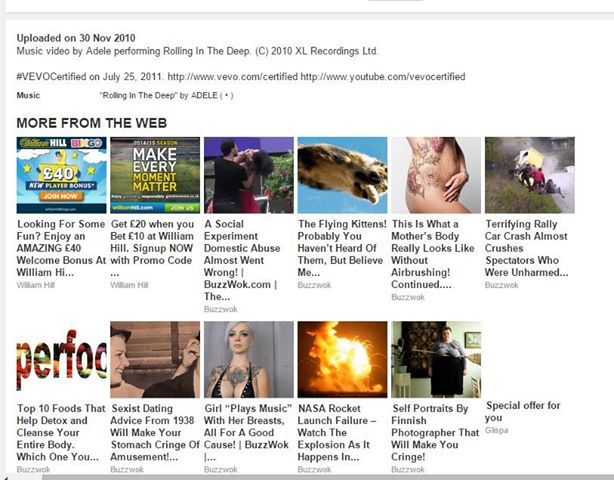 Uploaded on 30 Nov 2010
Music video by Adele performing Rolling In The Deep. (C) 2010 XL Recordings Ltd.
#VEVOCertified on July 25, 2011. http://www.vevo.com/certified http://www.youtube.com/vevocertified
Music "Rolling In The Deep" by ADELE ( • )
MORE FROM THE WEB
William HILL BINGO
£40
NEW PLAYER BONUS*
JOIN NOW
2014/15 SEASON
MAKE
EVERY
MOMENT
MATTER
William HILL.com JOIN US
Looking For Some
Fun? Enjoy an
AMAZING £40
Welcome Bonus At
William Hi...
William Hill
Get £20 when you
Bet £10 at William
Hill. Signup NOW
with Promo Code
...
William Hill
A Social
Experiment
Domestic Abuse
Almost Went
Wrong! |
BuzzWok.com |
The...
Buzzwok
The Flying Kittens!
Probably You
Haven't Heard Of
Them, But Believe
Me...
Buzzwok
This Is What a
Mother's Body
Really Looks Like
Without
Airbrushing!
Continued....
Buzzwok
Terrifying Rally
Car Crash Almost
Crushes
Spectators Who
Were Unharmed...
Buzzwok
perfoo
Top 10 Foods That
Help Detox and
Cleanse Your
Entire Body.
Which One You...
Buzzwok
Sexist Dating
Advice From 1938
Will Make Your
Stomach Cringe Of
Amusement!...
Buzzwok
Girl "Plays Music"
With Her Breasts,
All For A Good
Cause! | BuzzWok
|...
Buzzwok
NASA Rocket
Launch Failure –
Watch The
Explosion As It
Happens In...
Buzzwok
Self Portraits By
Finnish
Photographer That
Will Make You
Cringe!
Buzzwok
Special offer for
you
Glispa